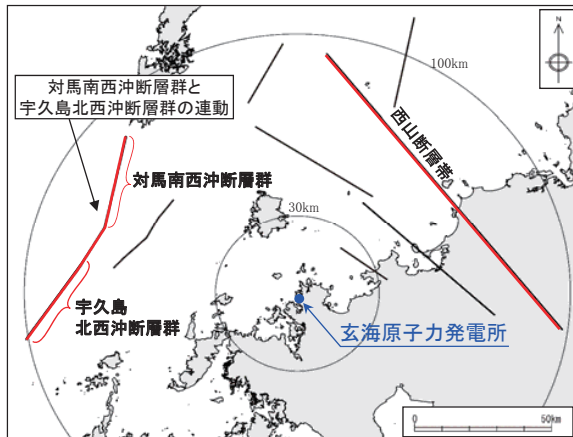 N
100km
対馬南西沖断層群と
宇久島北西沖断層群の連動
西山断層帯
対馬南西沖断層群
30km
宇久島
北西沖断層群
玄海原子力発電所
0
50km